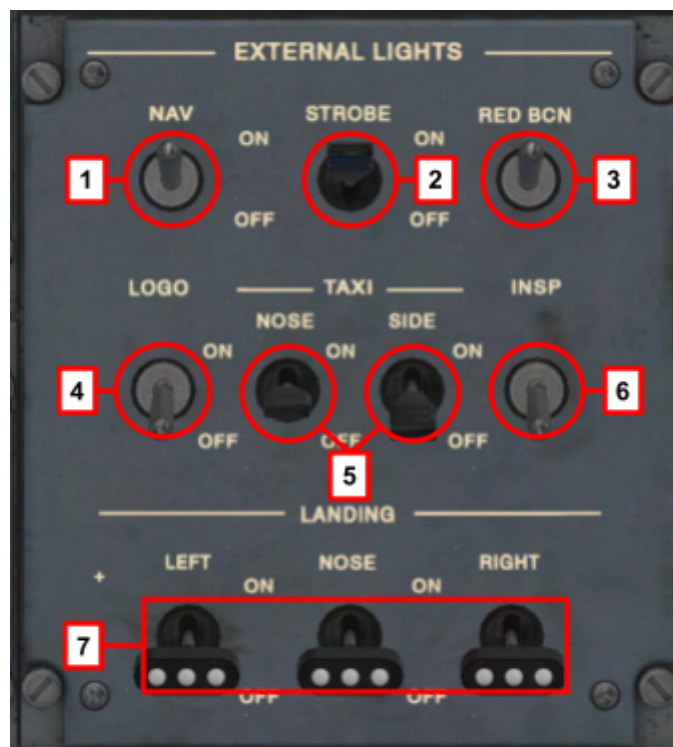 EXTERNAL LIGHTS
NAV STROBE RED BCN
ON ON
1 2 3
OFF OFF
LOGO TAXI INSP
NOSE SIDE
ON ON ON
4 6
OFF OFF OFF
5
LANDING
LEFT NOSE RIGHT
+ ON ON
7
OFF OFF